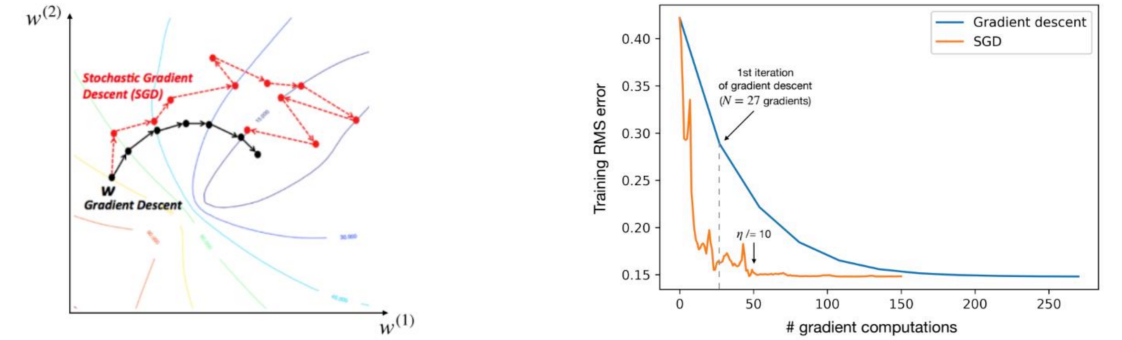 w(2)
Stochastic Gradient
Descent (SGD)
W
Gradient Descent
w(1)
Training RMS error
0.40
0.35
0.30
0.25
0.20
0.15
Gradient descent
SGD
1st iteration
of gradient descent
(N = 27 gradients)
η /= 10
0
50
100
150
200
250
# gradient computations